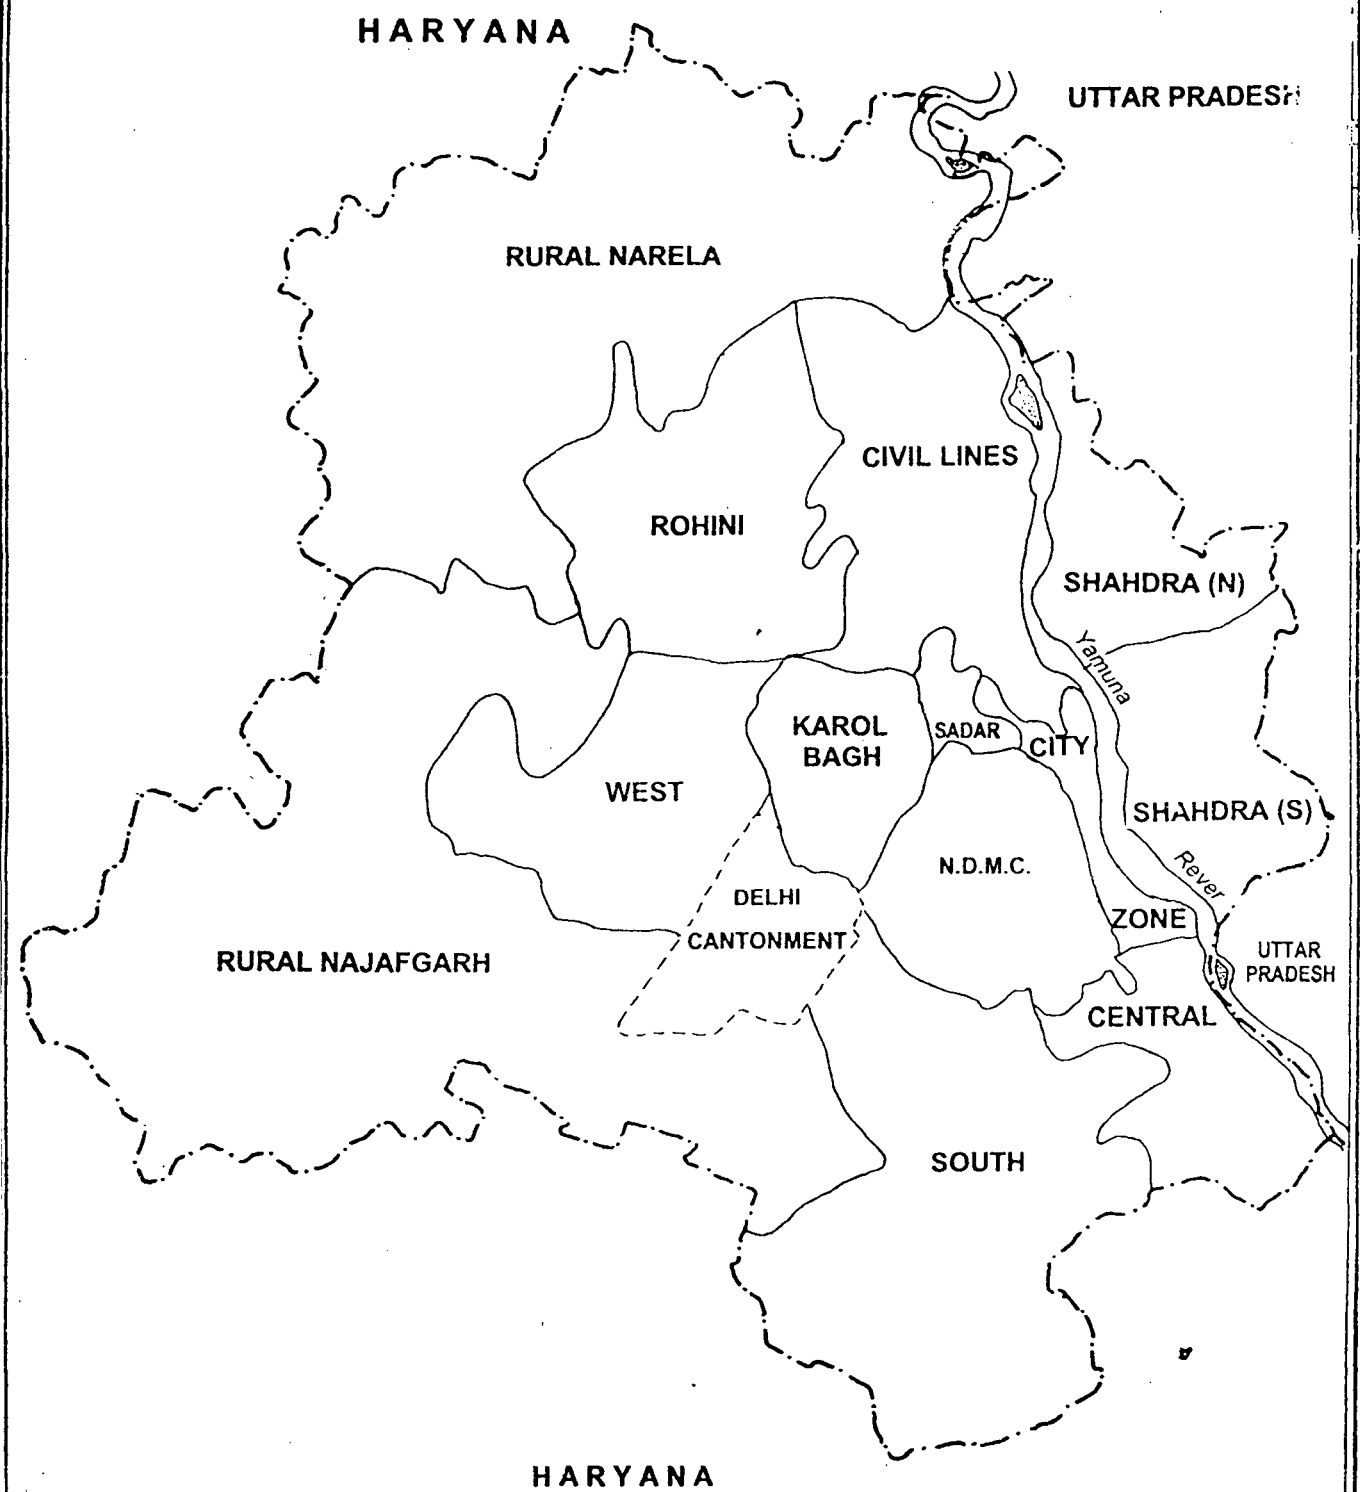 HARYANA
UTTAR PRADESH
RURAL NARELA
CIVIL LINES
ROHINI
SHAHDRA (N)
Yamuna
KAROL
BAGH
SADAR
CITY
WEST
SHAHDRA (S)
N.D.M.C.
Rever
DELHI
CANTONMENT
ZONE
RURAL NAJAFGARH
UTTAR
PRADESH
CENTRAL
SOUTH
HARYANA